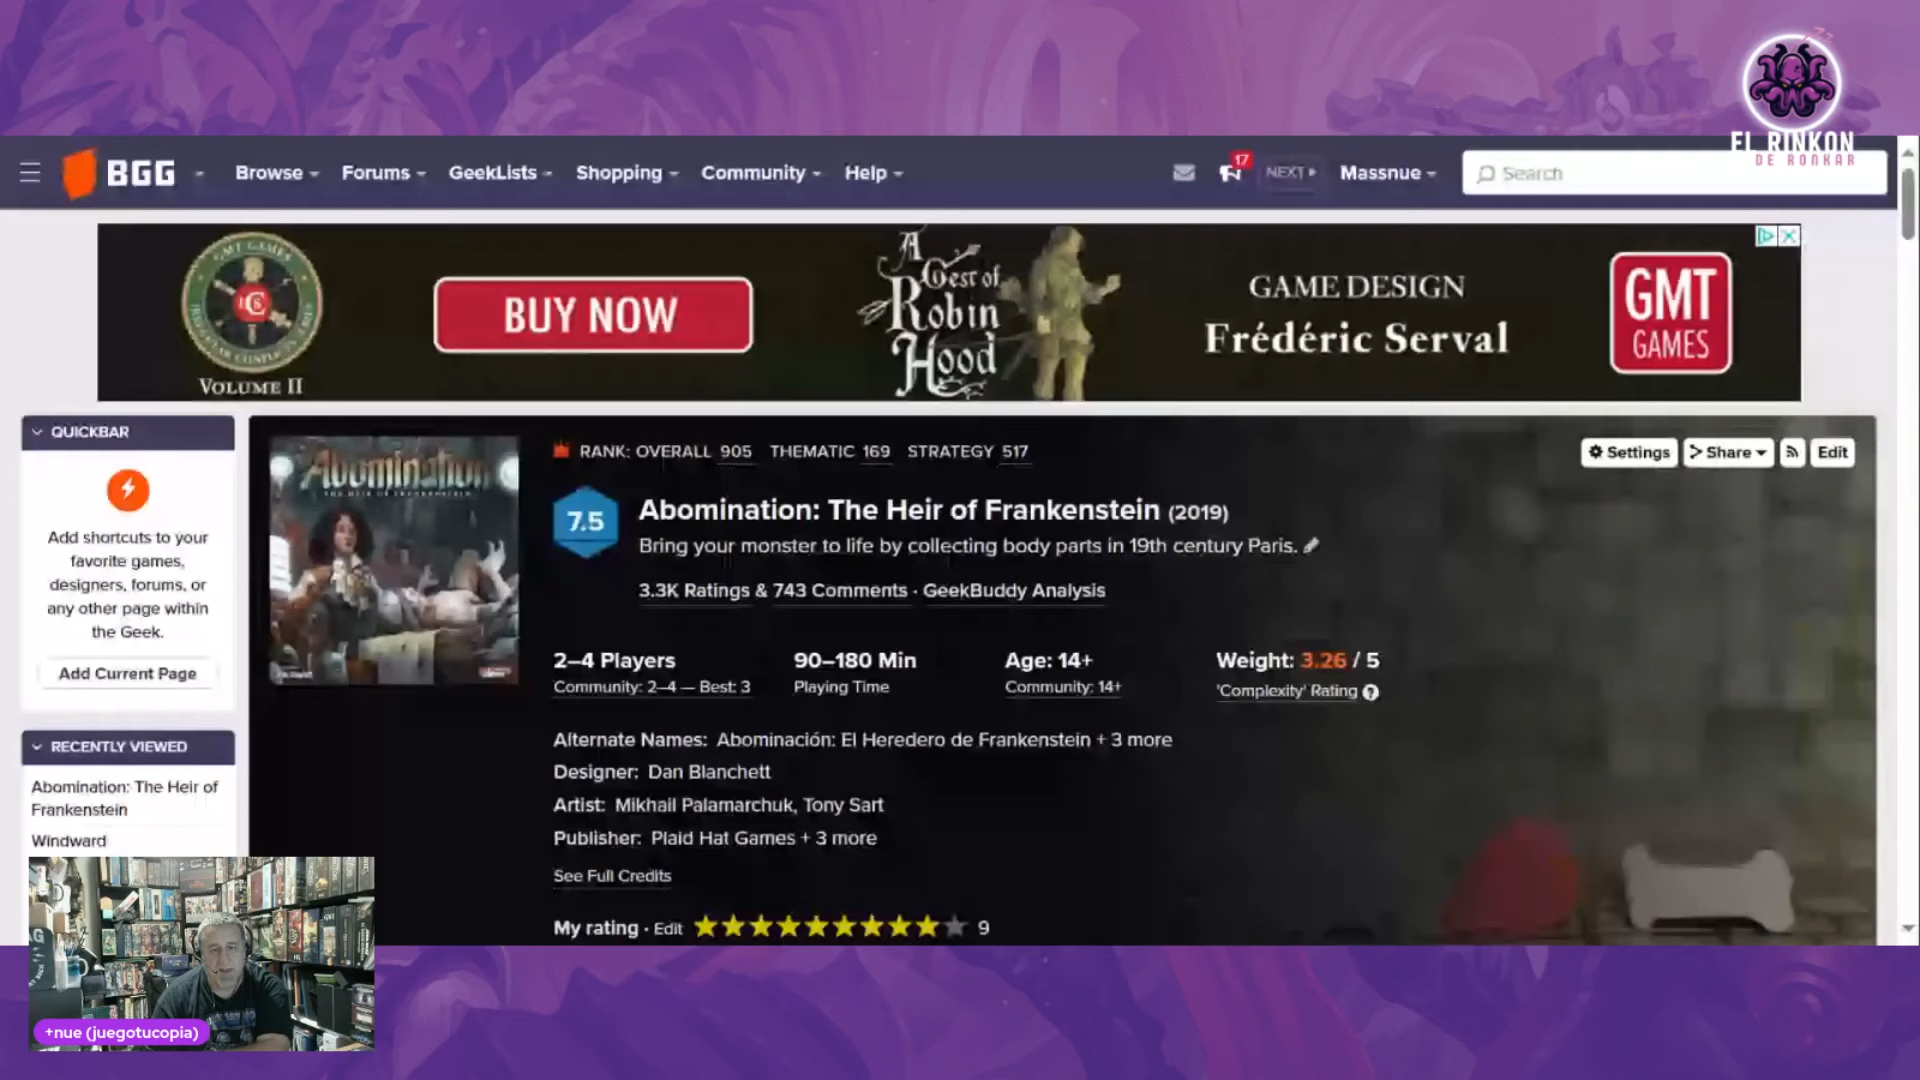 EL RINKON
DE RONKAR
BGG
Browse
Forums
GeekLists
Shopping
Community
Help
17
NEXT
Massnue
Search
VOLUME II
BUY NOW
A
Gest of
Robin
Hood
GAME DESIGN
Frédéric Serval
GMT
GAMES
QUICKBAR
Add shortcuts to your
favorite games,
designers, forums, or
any other page within
the Geek.
Add Current Page
RECENTLY VIEWED
Abomination: The Heir of
Frankenstein
Windward
Abomination
THE HEIR OF FRANKENSTEIN
RANK: OVERALL 905 THEMATIC 169 STRATEGY 517
Settings
Share
Edit
7.5
Abomination: The Heir of Frankenstein (2019)
Bring your monster to life by collecting body parts in 19th century Paris.
3.3K Ratings & 743 Comments · GeekBuddy Analysis
2–4 Players
Community: 2–4 — Best: 3
90–180 Min
Playing Time
Age: 14+
Community: 14+
Weight: 3.26 / 5
'Complexity' Rating
Alternate Names: Abominación: El Heredero de Frankenstein + 3 more
Designer: Dan Blanchett
Artist: Mikhail Palamarchuk, Tony Sart
Publisher: Plaid Hat Games + 3 more
See Full Credits
My rating · Edit 9
+nue (juegotucopia)